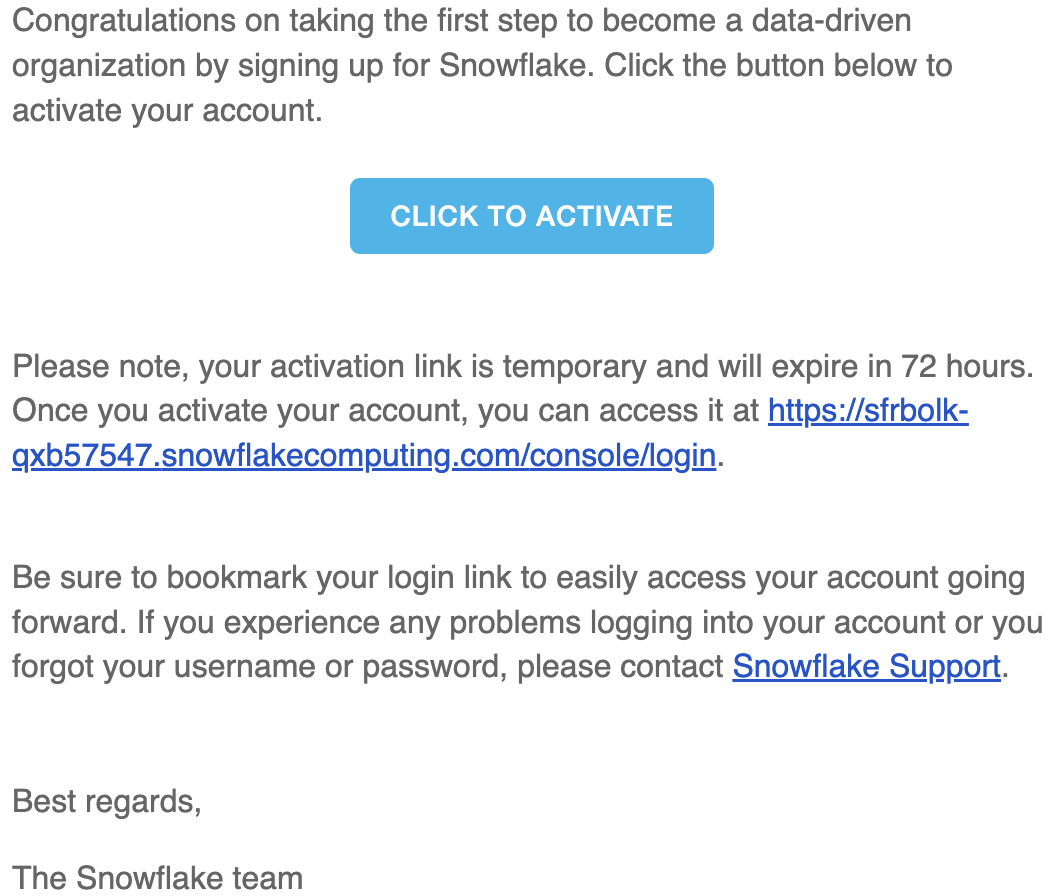 Congratulations on taking the first step to become a data-driven
organization by signing up for Snowflake. Click the button below to
activate your account.
CLICK TO ACTIVATE
Please note, your activation link is temporary and will expire in 72 hours.
Once you activate your account, you can access it at https://sfrbolk-
qxb57547.snowflakecomputing.com/console/login.
Be sure to bookmark your login link to easily access your account going
forward. If you experience any problems logging into your account or you
forgot your username or password, please contact Snowflake Support.
Best regards,
The Snowflake team